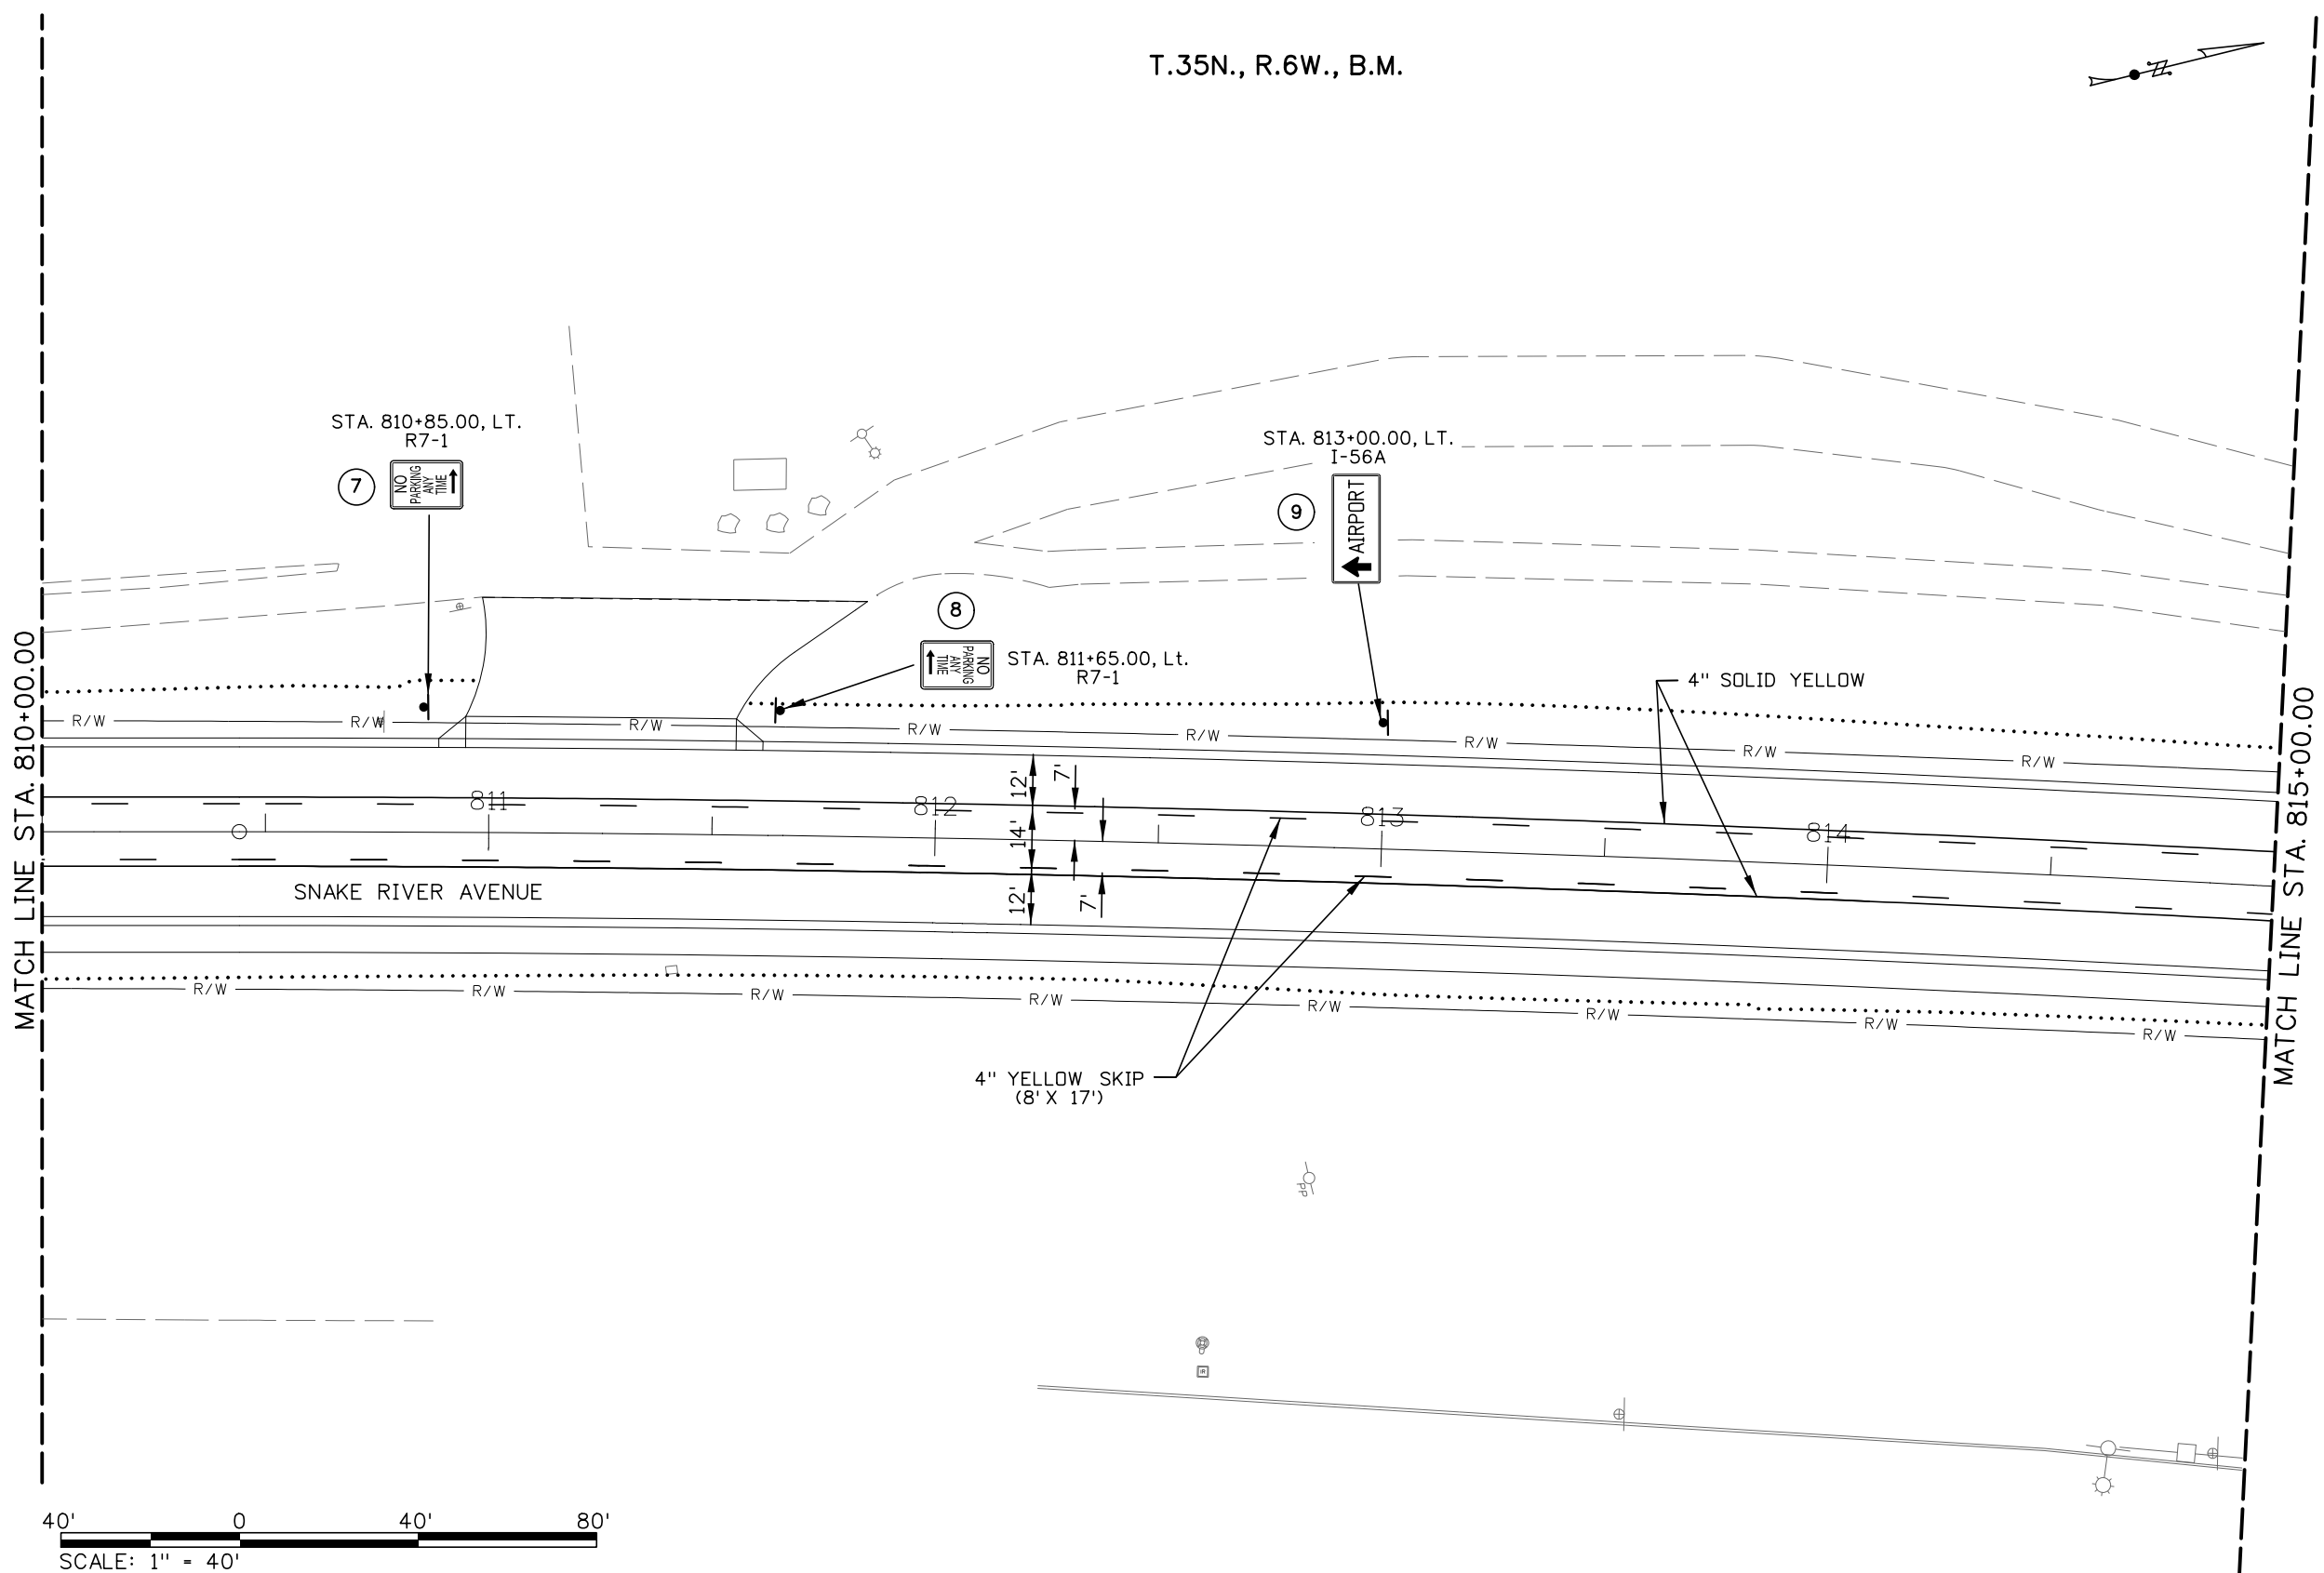 T.35N., R.6W., B.M.
N
STA. 810+85.00, LT.
R7-1
7
NO
PARKING
ANY
TIME
STA. 813+00.00, LT.
I-56A
9
AIRPORT
8
NO
PARKING
ANY
TIME
STA. 811+65.00, Lt.
R7-1
4" SOLID YELLOW
MATCH LINE STA. 810+00.00
MATCH LINE STA. 815+00.00
R/W R/W R/W R/W R/W R/W R/W R/W
811 812 813 814
12' 7'
14'
12' 7'
SNAKE RIVER AVENUE
R/W R/W R/W R/W R/W R/W R/W R/W
4" YELLOW SKIP
(8' X 17')
PP
IR
40' 0 40' 80'
SCALE: 1" = 40'